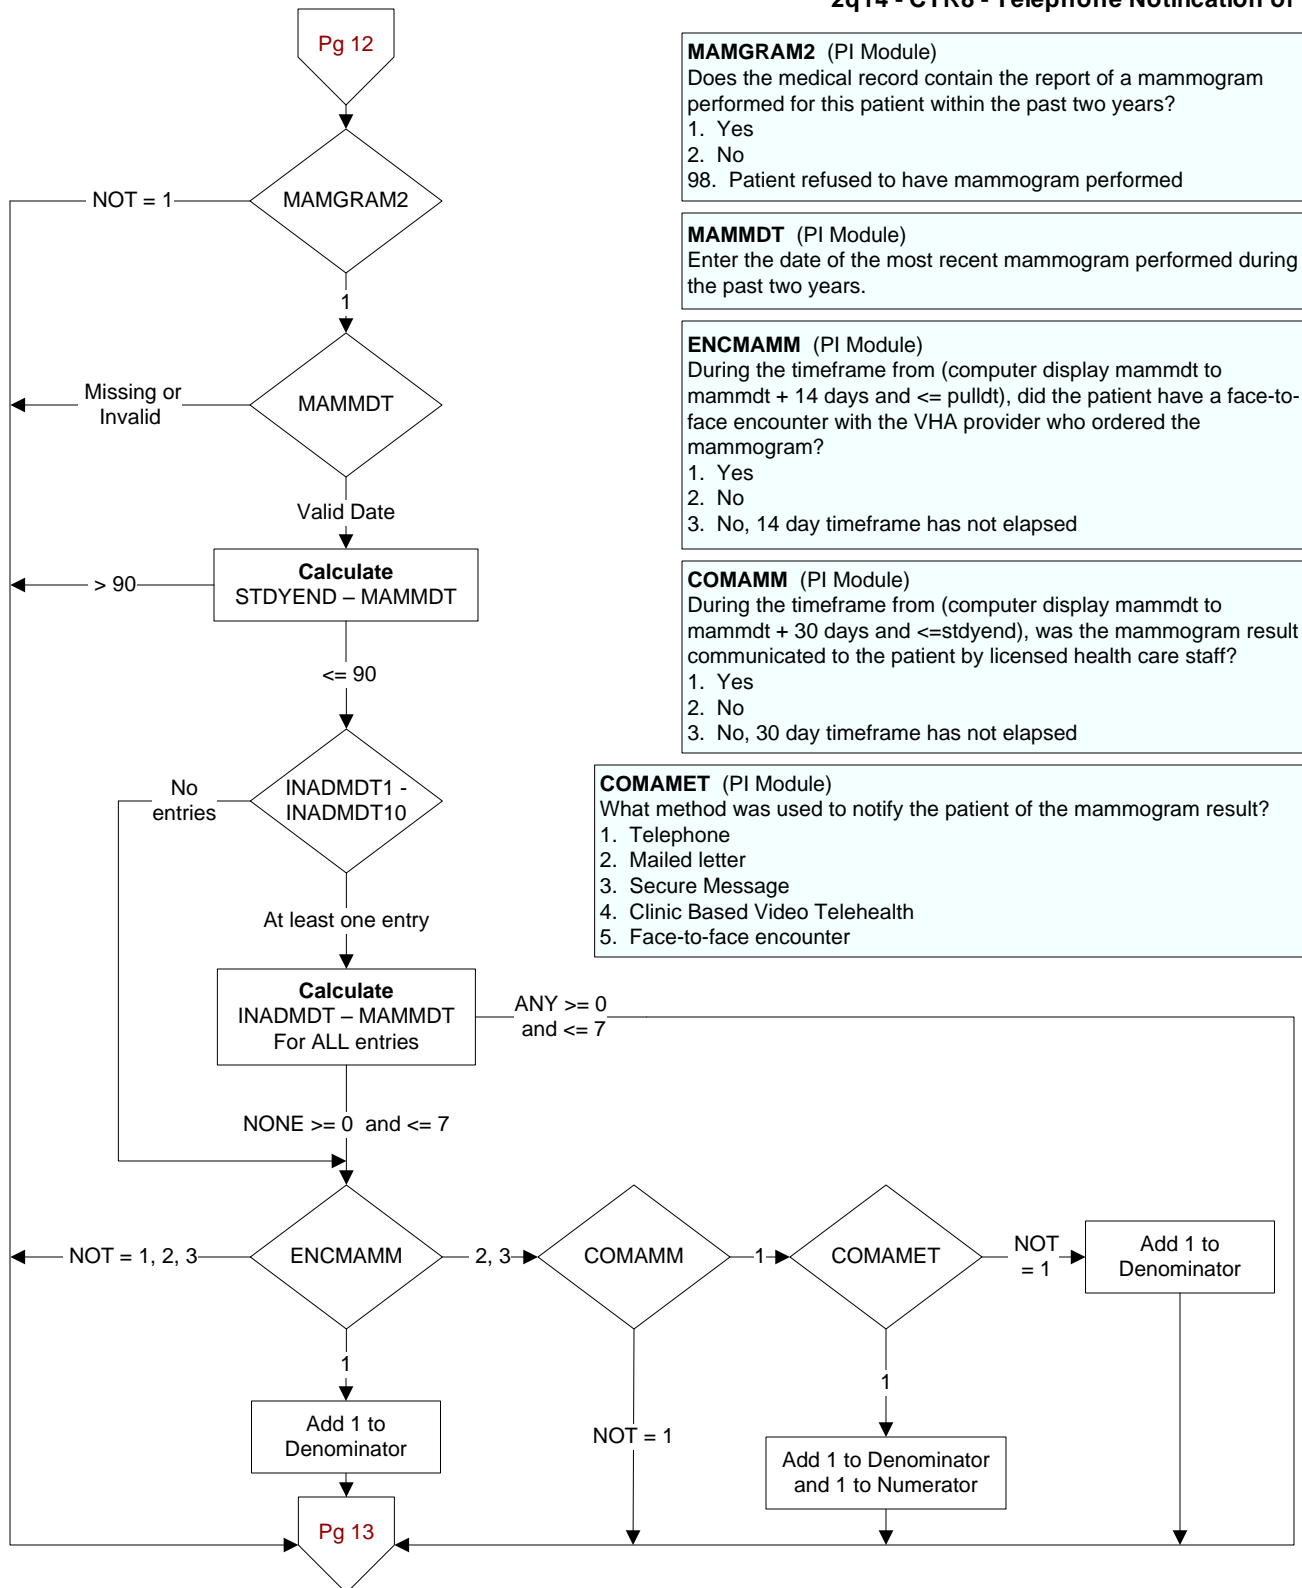 2q14 - CTR8 - Telephone Notification of
Pg 12
MAMGRAM2 (PI Module)
Does the medical record contain the report of a mammogram
performed for this patient within the past two years?
1. Yes
2. No
98. Patient refused to have mammogram performed
NOT = 1
MAMGRAM2
1
MAMMDT (PI Module)
Enter the date of the most recent mammogram performed during
the past two years.
Missing or
Invalid
MAMMDT
Valid Date
ENCMAMM (PI Module)
During the timeframe from (computer display mammdt to
mammdt + 14 days and <= pulldt), did the patient have a face-to-
face encounter with the VHA provider who ordered the
mammogram?
1. Yes
2. No
3. No, 14 day timeframe has not elapsed
> 90
Calculate
STDYEND – MAMMDT
<= 90
COMAMM (PI Module)
During the timeframe from (computer display mammdt to
mammdt + 30 days and <=stdyend), was the mammogram result
communicated to the patient by licensed health care staff?
1. Yes
2. No
3. No, 30 day timeframe has not elapsed
No
entries
INADMDT1 -
INADMDT10
At least one entry
COMAMET (PI Module)
What method was used to notify the patient of the mammogram result?
1. Telephone
2. Mailed letter
3. Secure Message
4. Clinic Based Video Telehealth
5. Face-to-face encounter
Calculate
INADMDT – MAMMDT
For ALL entries
ANY >= 0
and <= 7
NONE >= 0 and <= 7
NOT = 1, 2, 3
ENCMAMM
2, 3
COMAMM
1
COMAMET
NOT
= 1
Add 1 to
Denominator
1
Add 1 to
Denominator
NOT = 1
1
Add 1 to Denominator
and 1 to Numerator
Pg 13